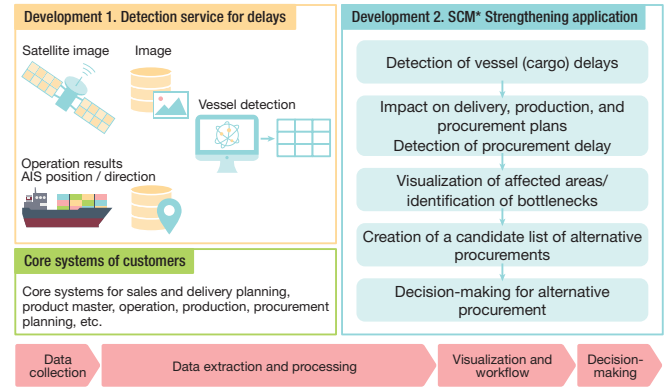 Development 1. Detection service for delays
Satellite image
Image
Vessel detection
Operation results
AIS position / direction
Core systems of customers
Core systems for sales and delivery planning,
product master, operation, production, procurement
planning, etc.
Development 2. SCM* Strengthening application
Detection of vessel (cargo) delays
Impact on delivery, production, and
procurement plans
Detection of procurement delay
Visualization of affected areas/
identification of bottlenecks
Creation of a candidate list of alternative
procurements
Decision-making for alternative
procurement
Data
collection
Data extraction and processing
Visualization and
workflow
Decision-
making